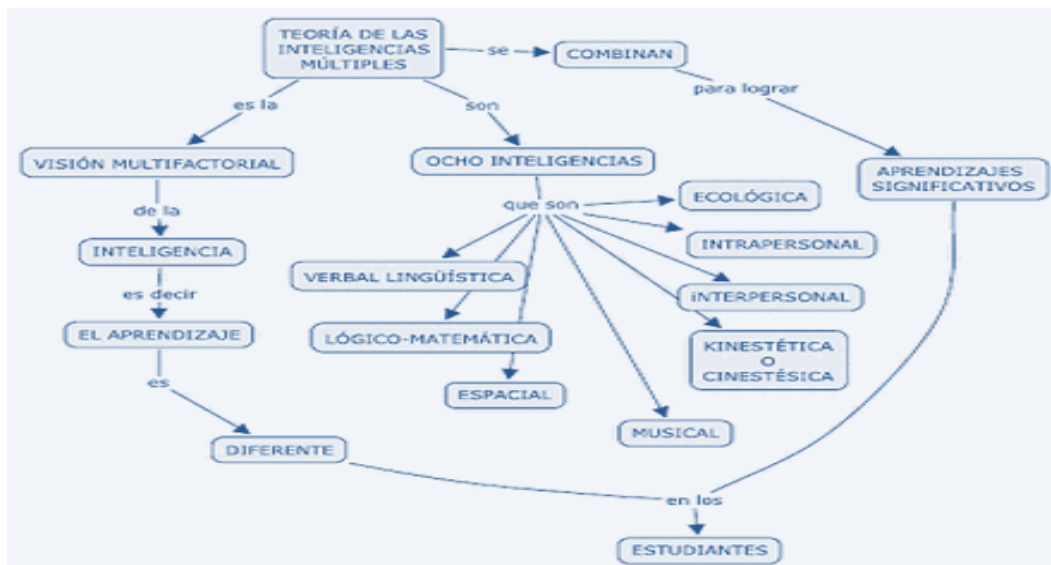 TEORÍA DE LAS
INTELIGENCIAS
MÚLTIPLES
se
COMBINAN
para lograr
es la
son
VISIÓN MULTIFACTORIAL
OCHO INTELIGENCIAS
APRENDIZAJES
SIGNIFICATIVOS
ECOLÓGICA
que son
de la
INTRAPERSONAL
INTELIGENCIA
VERBAL LINGÜÍSTICA
es decir
iNTERPERSONAL
EL APRENDIZAJE
LÓGICO-MATEMÁTICA
KINESTÉTICA
O
CINESTÉSICA
es
ESPACIAL
MUSICAL
DIFERENTE
en los
ESTUDIANTES